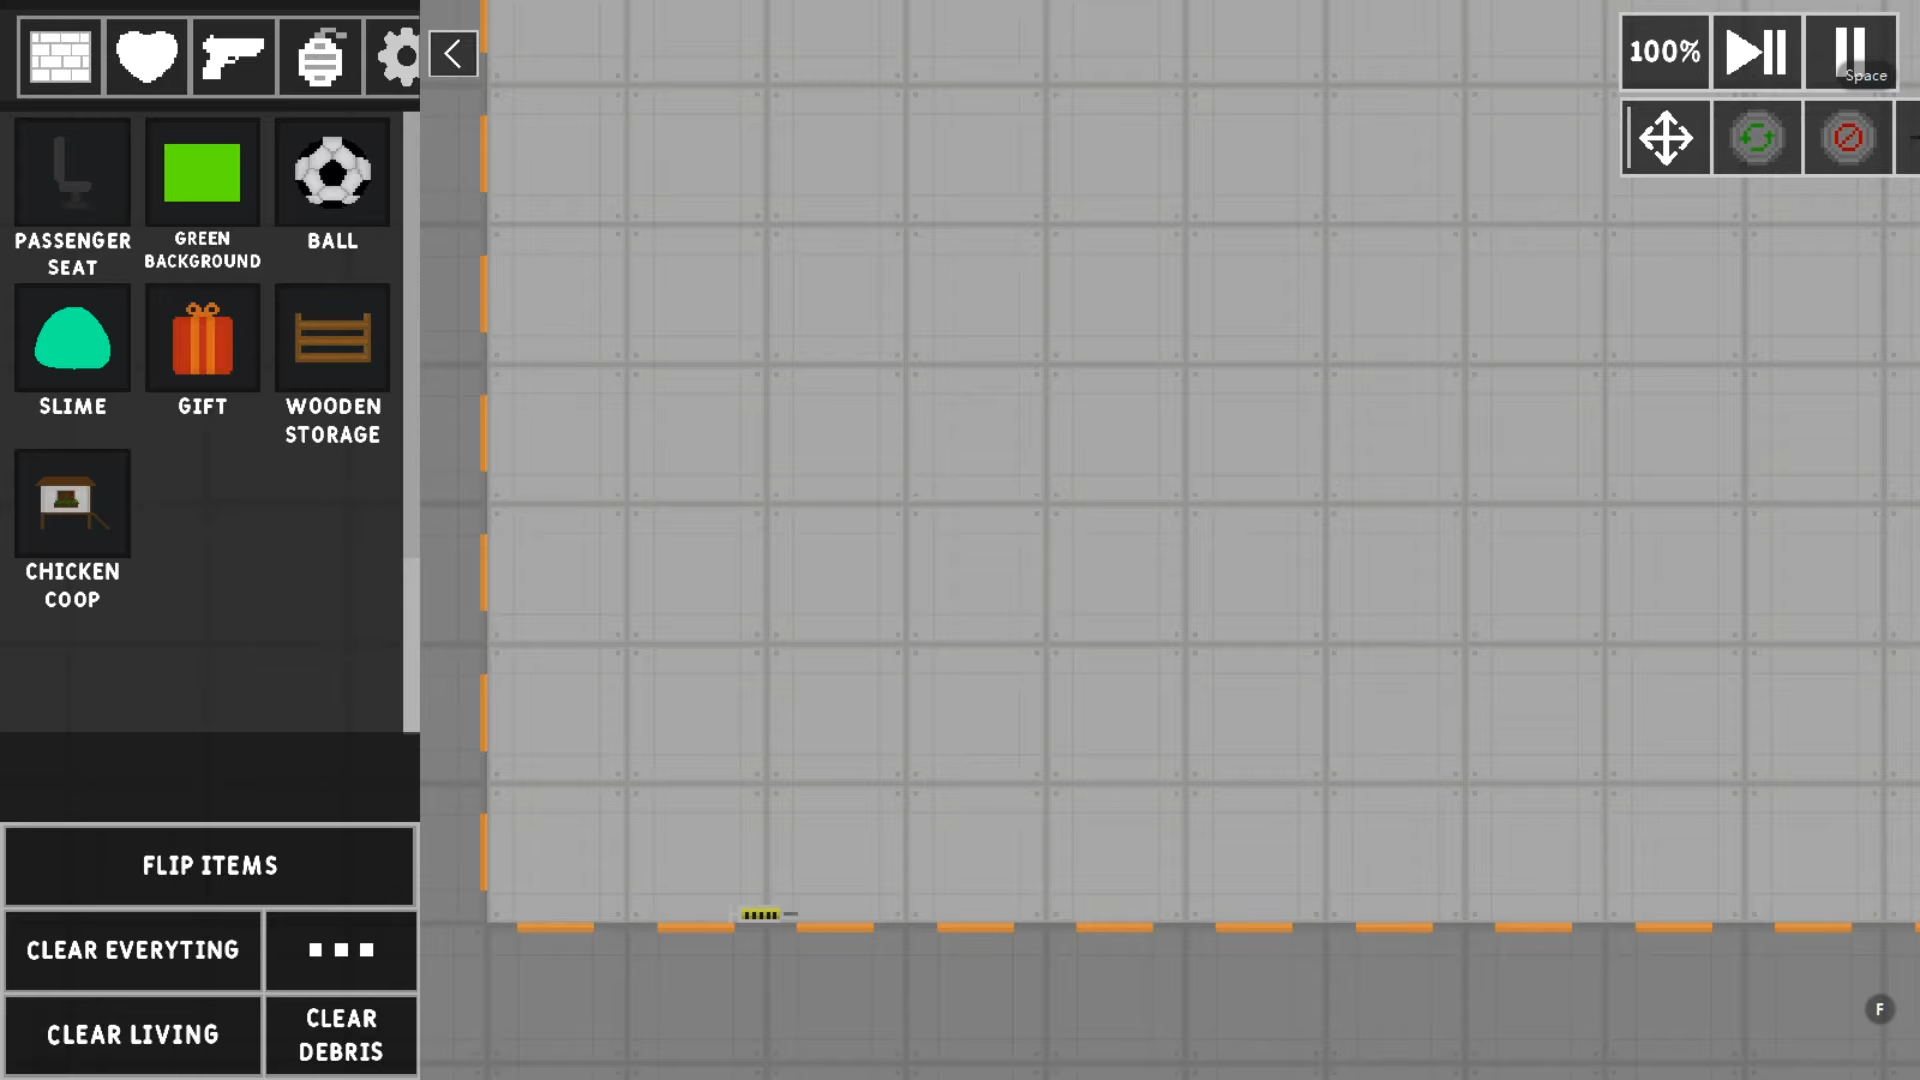 100%
Space
PASSENGER
SEAT
GREEN
BACKGROUND
BALL
SLIME
GIFT
WOODEN
STORAGE
CHICKEN
COOP
FLIP ITEMS
CLEAR EVERYTING
CLEAR LIVING
CLEAR
DEBRIS
F